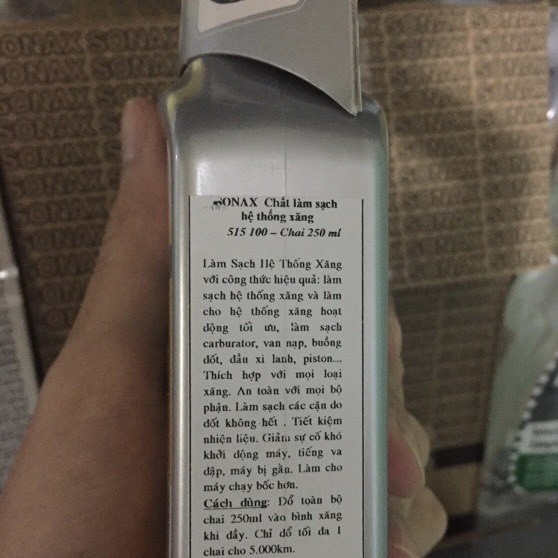 SONAX SONAX SONAX
SONAX Chất làm sạch
hệ thống xăng
515 100 – Chai 250 ml
Làm Sạch Hệ Thống Xăng
với công thức hiệu quả: làm
sạch hệ thống xăng và làm
cho hệ thống xăng hoạt
động tối ưu, làm sạch
carburator, van nạp, buồng
đốt, đầu xi lanh, piston....
Thích hợp với mọi loại
xăng. An toàn với mọi bộ
phận. Làm sạch các cặn do
đốt không hết . Tiết kiệm
nhiên liệu. Giảm sự cố khó
khởi động máy, tiếng va
đập, máy bị gằn. Làm cho
máy chạy bốc hơn.
Cách dùng: Đổ toàn bộ
chai 250ml vào bình xăng
khi đầy. Chỉ đổ tối đa 1
chai cho 5.000km.